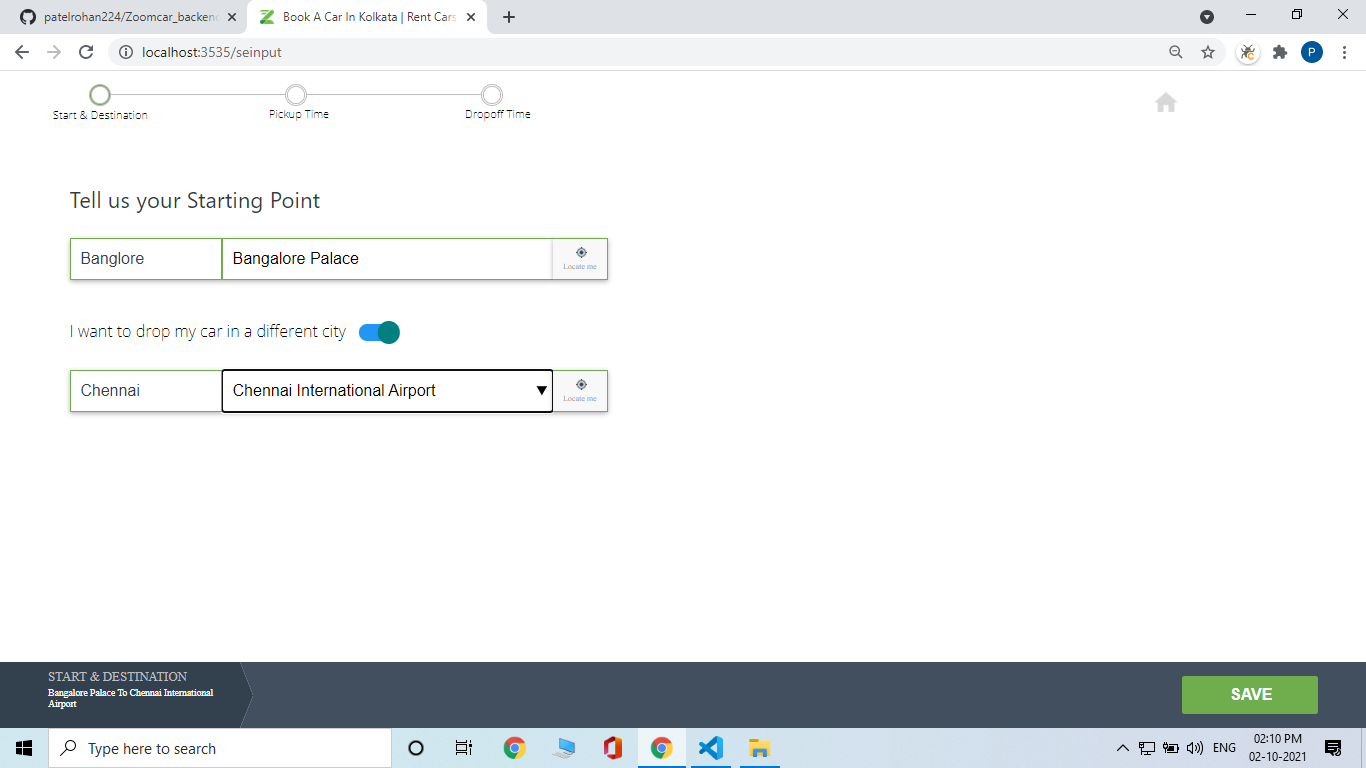 patelrohan224/Zoomcar_backend
Book A Car In Kolkata | Rent Cars
localhost:3535/seinput
P
Start & Destination
Pickup Time
Dropoff Time
Tell us your Starting Point
Banglore
Bangalore Palace
Locate me
I want to drop my car in a different city
Chennai
Chennai International Airport
Locate me
START & DESTINATION
Bangalore Palace To Chennai International
Airport
SAVE
Type here to search
ENG
02:10 PM
02-10-2021